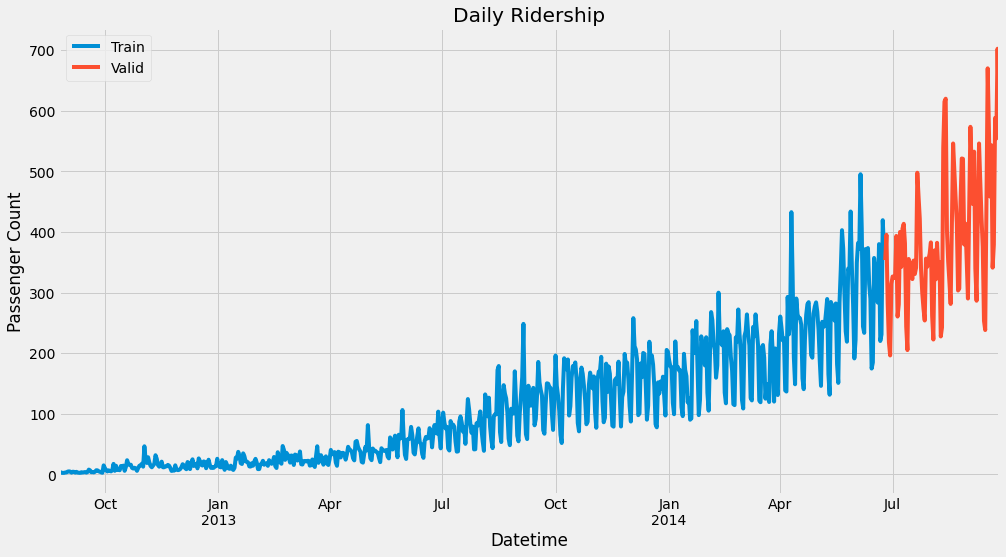 Daily Ridership
Train
Valid
Passenger Count
700
600
500
400
300
200
100
0
Oct Jan Apr Jul Oct Jan Apr Jul
2013 2014
Datetime